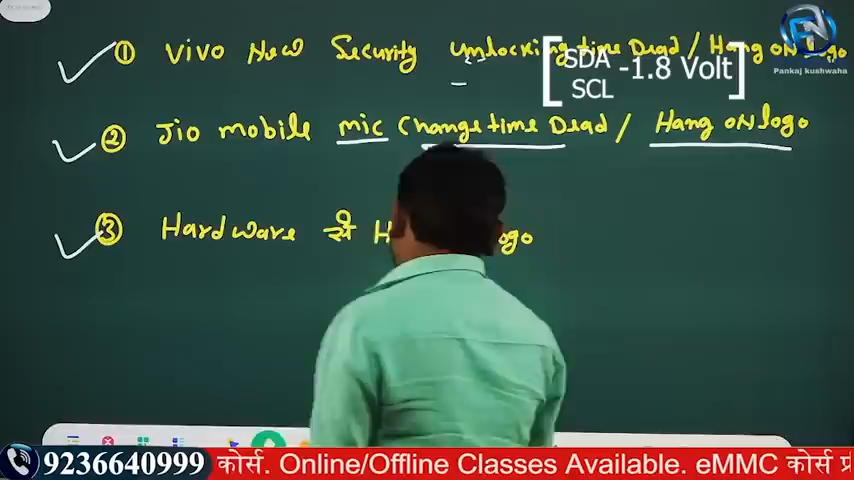 ① Vivo New Security unlocking time Dead / Hang on logo
SDA
SCL
-1.8 Volt
Pankaj kushwaha
② Jio mobile mic Change time Dead / Hang on logo
③ Hardware से
9236640999
कोर्स. Online/Offline Classes Available. eMMC कोर्स